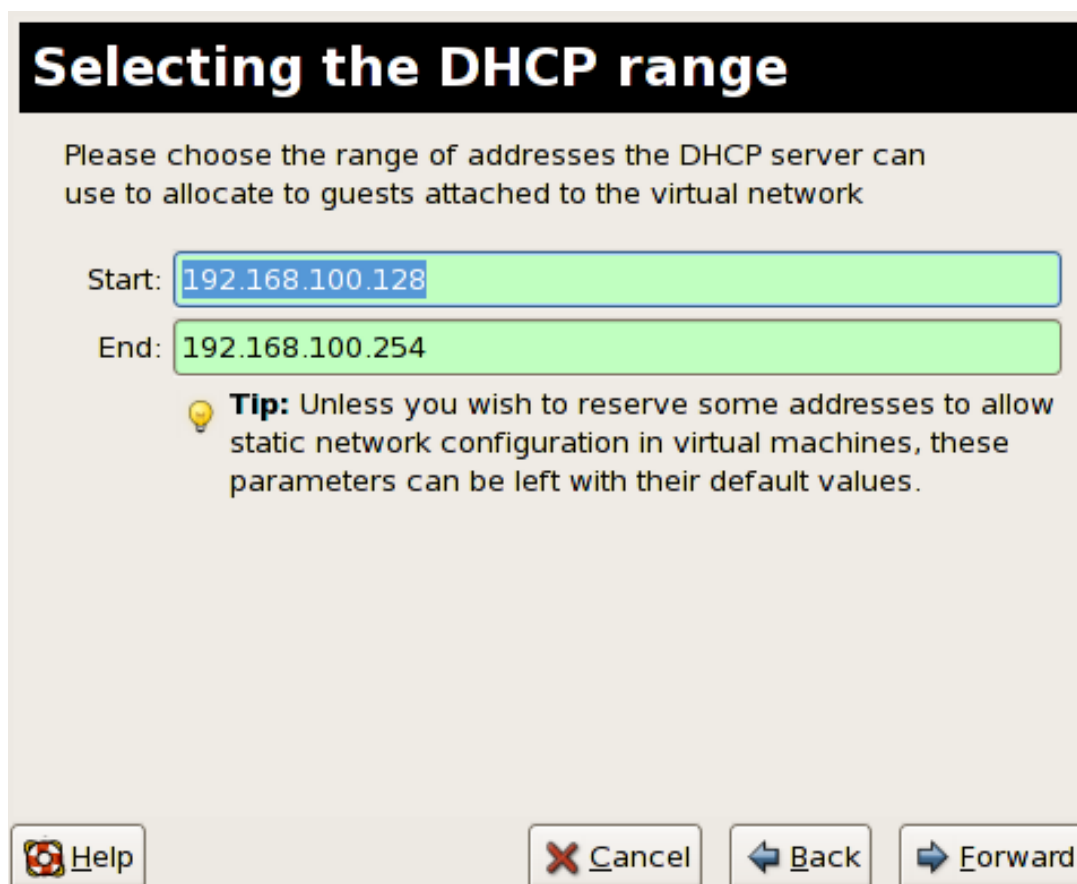 Selecting the DHCP range
Please choose the range of addresses the DHCP server can
use to allocate to guests attached to the virtual network
Start: 192.168.100.128
End: 192.168.100.254
Tip: Unless you wish to reserve some addresses to allow
static network configuration in virtual machines, these
parameters can be left with their default values.
Help Cancel Back Forward